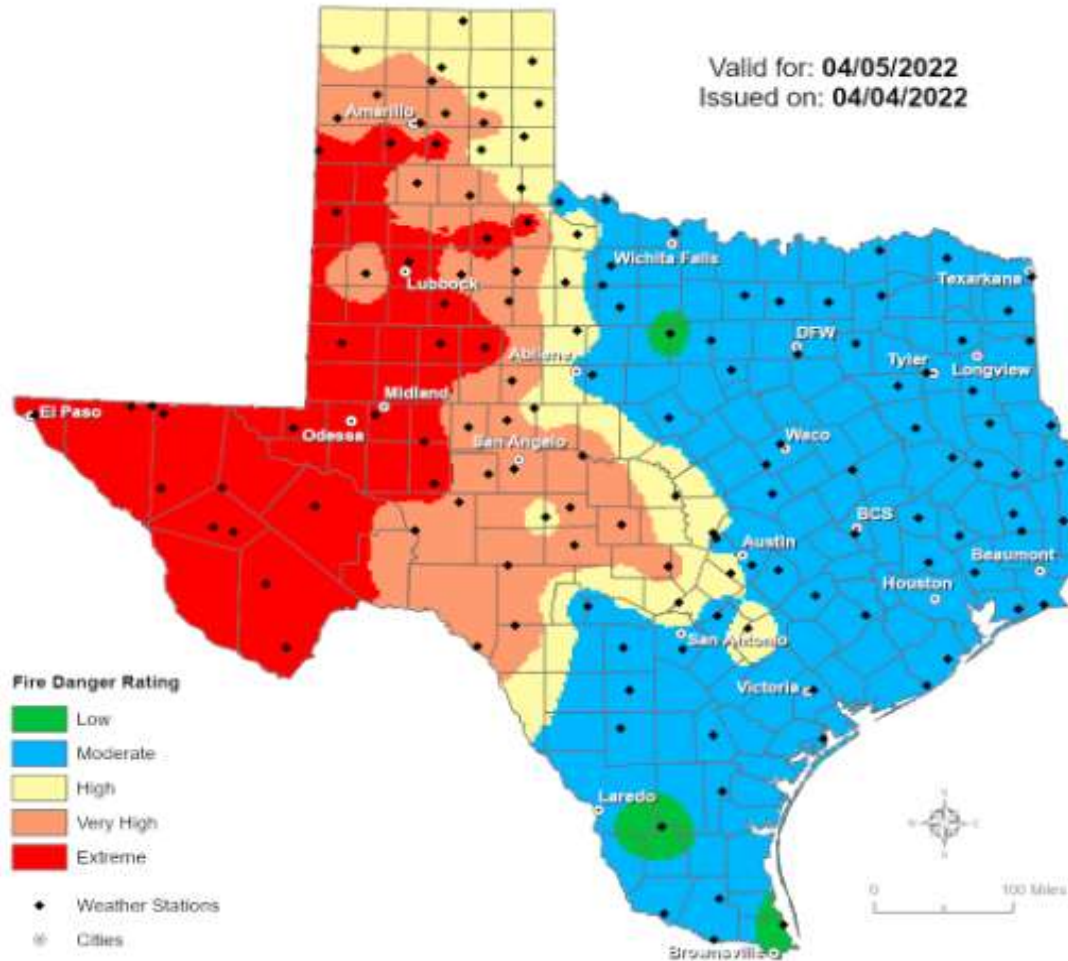 Valid for: 04/05/2022
Issued on: 04/04/2022
Amarillo
Wichita Falls
Lubbock
Texarkana
DFW
Abilene
Tyler
Longview
Midland
El Paso
Odessa
Waco
San Angelo
BCS
Austin
Beaumont
Houston
San Antonio
Victoria
Laredo
Brownsville
Fire Danger Rating
Low
Moderate
High
Very High
Extreme
Weather Stations
Cities
0 100 Miles